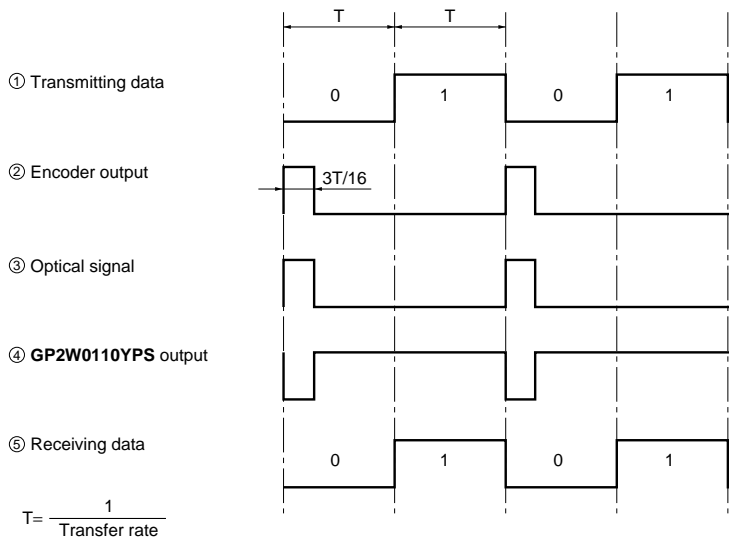 T T
① Transmitting data
0 1 0 1
② Encoder output
3T/16
③ Optical signal
④ GP2W0110YPS output
⑤ Receiving data
0 1 0 1
T= 1
Transfer rate